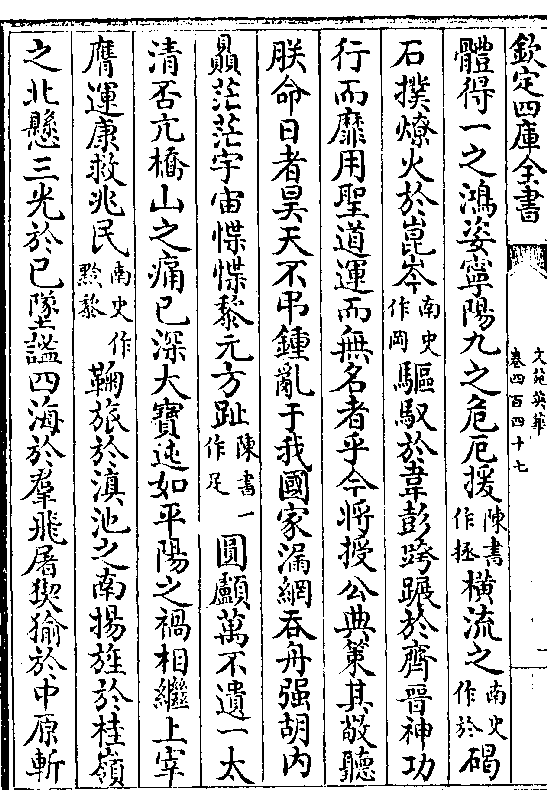 欽定四庫全書
文苑英華
卷四百四十七
體得一之鴻姿寧陽九之危厄援陳書作拯橫流之南史作於碣
石撲燎火於崑岑南史作岡驅馭於韋彭跨蹍於齊晉神功
行而靡用聖道運而無名者乎今將授公典策其敬聽
朕命日者昊天不弔鍾亂于我國家漏網吞舟强胡內
贔茫茫宇宙惵惵黎元方趾陳書作足一圓顱萬不遺一太
清否亢橋山之痛已深大寶迍如平陽之禍相繼上宰
膺運康救兆民南史作黔黎鞠旅於滇池之南揚旌於桂嶺
之北懸三光於已墜謐四海於羣飛屠猰㺄於中原斬